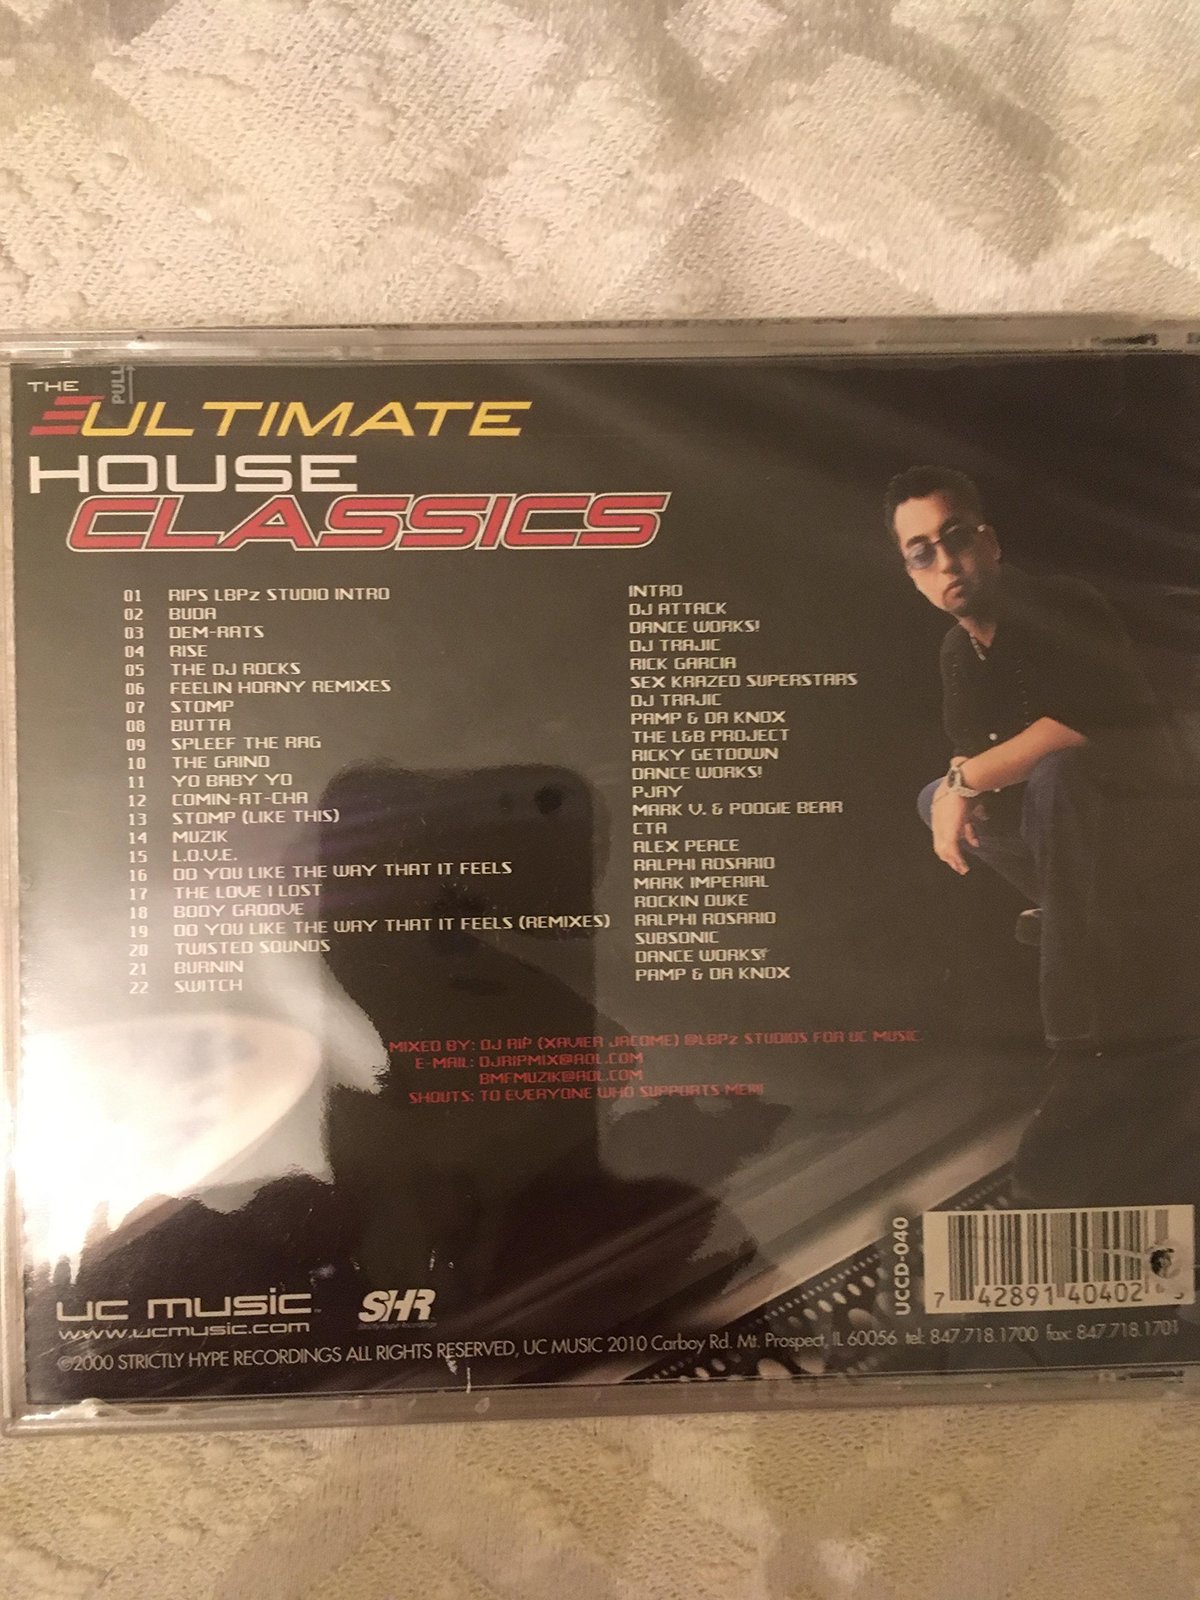 PULL
THE
ULTIMATE
HOUSE
CLASSICS
01 RIPS LBPz STUDIO INTRO INTRO
02 BUDA DJ ATTACK
03 DEM-RATS DANCE WORKS!
04 RISE DJ TRAJIC
05 THE DJ ROCKS RICK GARCIA
06 FEELIN HORNY REMIXES SEX KRAZED SUPERSTARS
07 STOMP DJ TRAJIC
08 BUTTA PAMP & DA KNOX
09 SPLEEF THE RAG THE L&B PROJECT
10 THE GRIND RICKY GETDOWN
11 YO BABY YO DANCE WORKS!
12 COMIN-AT-CHA PJAY
13 STOMP (LIKE THIS) MARK V. & POOGIE BEAR
14 MUZIK CTA
15 L.O.V.E. ALEX PEACE
16 DO YOU LIKE THE WAY THAT IT FEELS RALPHI ROSARIO
17 THE LOVE I LOST MARK IMPERIAL
18 BODY GROOVE ROCKIN DUKE
19 DO YOU LIKE THE WAY THAT IT FEELS (REMIXES) RALPHI ROSARIO
20 TWISTED SOUNDS SUBSONIC
21 BURNIN DANCE WORKS!
22 SWITCH PAMP & DA KNOX
MIXED BY: DJ RIP (XAVIER JACOME) @LBPz STUDIOS FOR UC MUSIC.
E-MAIL: DJRIPMIX@AOL.COM
BMFMUZIK@AOL.COM
SHOUTS: TO EVERYONE WHO SUPPORTS ME!!
UCCD-040
7 42891 40402
uc music™
www.ucmusic.com
SHR
Strictly Hype Recordings
©2000 STRICTLY HYPE RECORDINGS ALL RIGHTS RESERVED, UC MUSIC 2010 Carboy Rd. Mt. Prospect, IL 60056 tel: 847.718.1700 fax: 847.718.1701